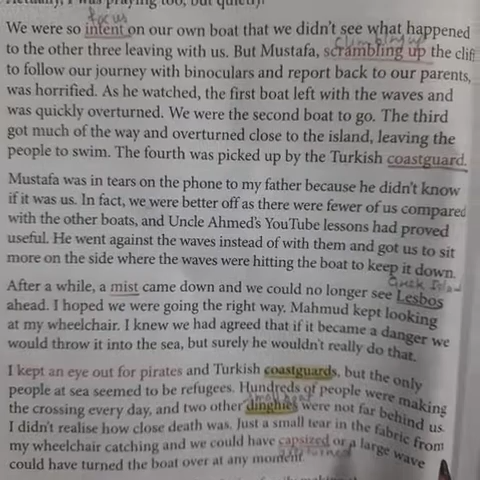 Actually, I was praying too, but quietly.
focus
We were so intent on our own boat that we didn't see what happened
climbing up
to the other three leaving with us. But Mustafa, scrambling up the cliff
to follow our journey with binoculars and report back to our parents,
was horrified. As he watched, the first boat left with the waves and
was quickly overturned. We were the second boat to go. The third
got much of the way and overturned close to the island, leaving the
people to swim. The fourth was picked up by the Turkish coastguard.
Mustafa was in tears on the phone to my father because he didn't know
if it was us. In fact, we were better off as there were fewer of us compared
with the other boats, and Uncle Ahmed's YouTube lessons had proved
useful. He went against the waves instead of with them and got us to sit
more on the side where the waves were hitting the boat to keep it down.
After a while, a mist came down and we could no longer see Lesbos
ahead. I hoped we were going the right way. Mahmud kept looking
at my wheelchair. I knew we had agreed that if it became a danger we
would throw it into the sea, but surely he wouldn't really do that.
I kept an eye out for pirates and Turkish coastguards, but the only
people at sea seemed to be refugees. Hundreds of people were making
small boat
the crossing every day, and two other dinghies were not far behind us.
I didn't realise how close death was. Just a small tear in the fabric from
my wheelchair catching and we could have capsized or a large wave
overturned
could have turned the boat over at any moment.